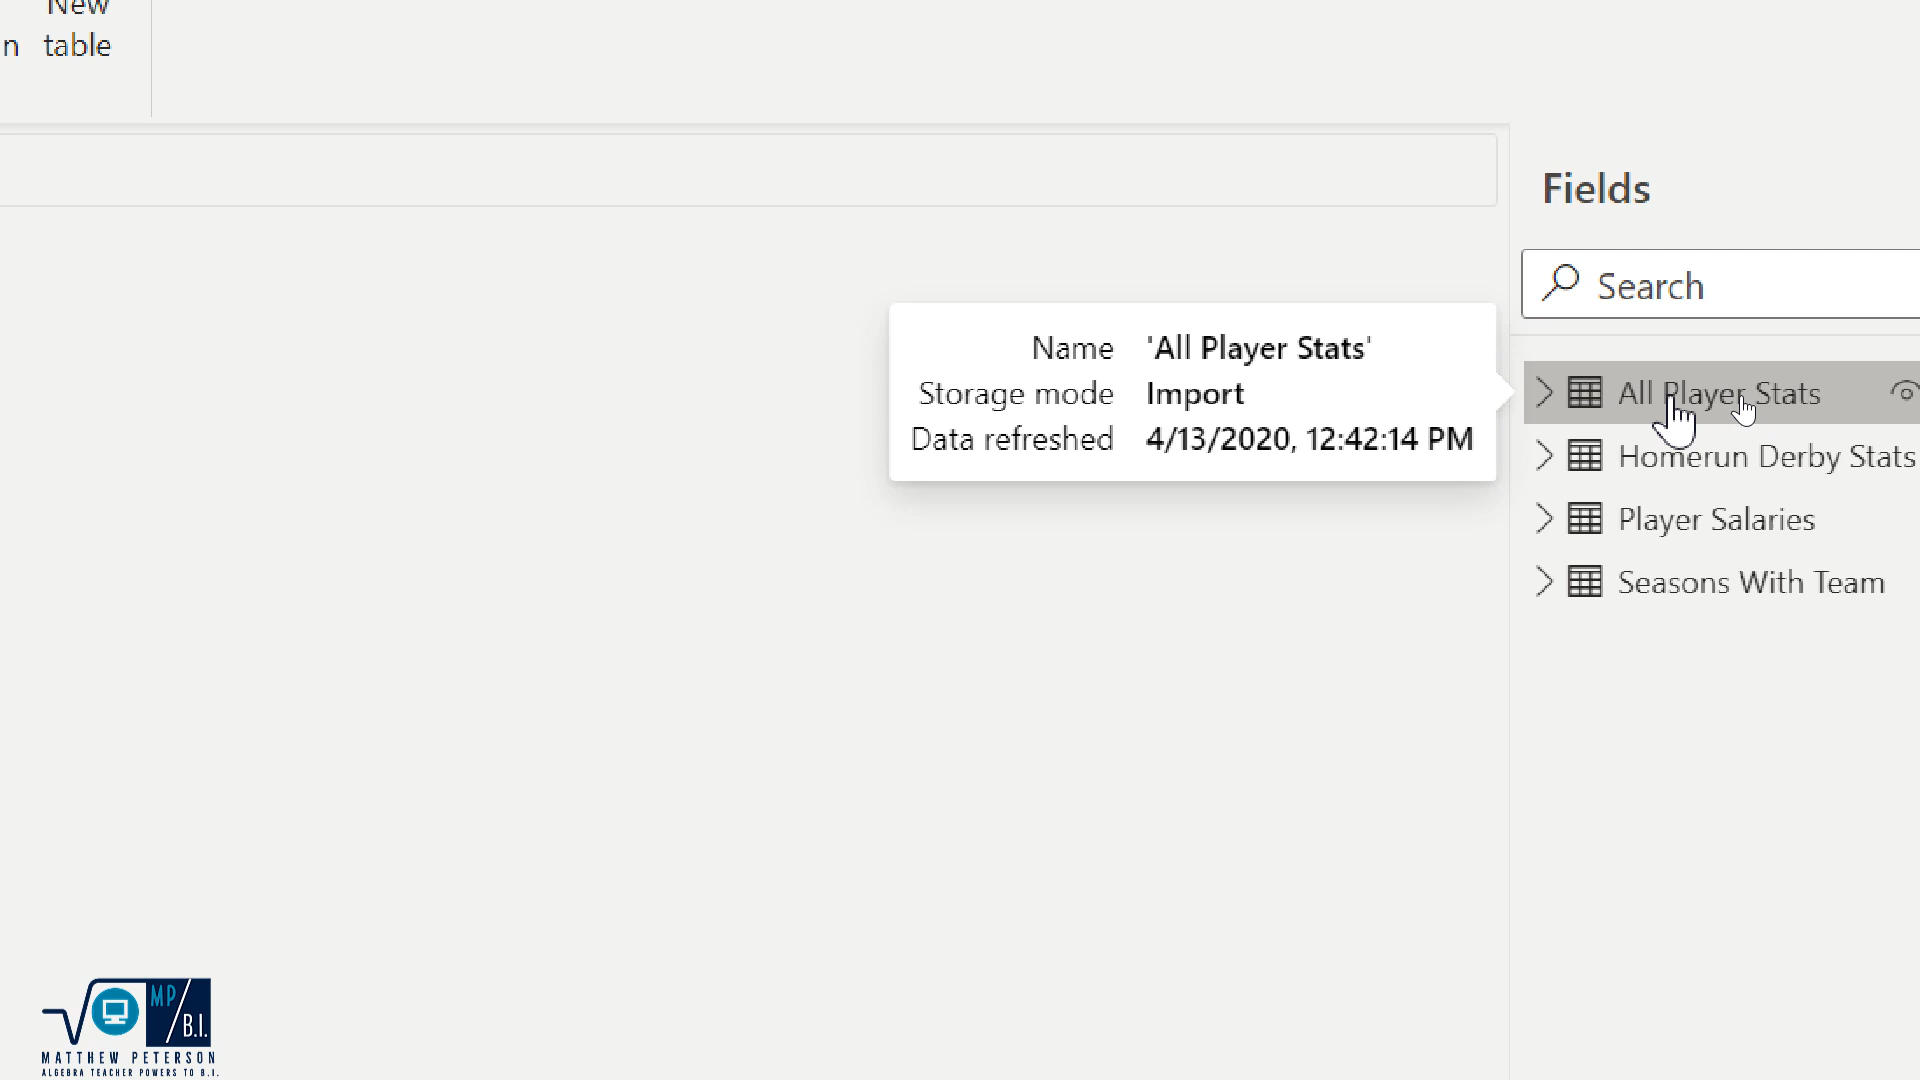 New
n table
Fields
Search
Name 'All Player Stats'
Storage mode Import
Data refreshed 4/13/2020, 12:42:14 PM
All Player Stats
Homerun Derby Stats
Player Salaries
Seasons With Team
MP
B.I.
MATTHEW PETERSON
ALGEBRA TEACHER POWERS TO B.I.